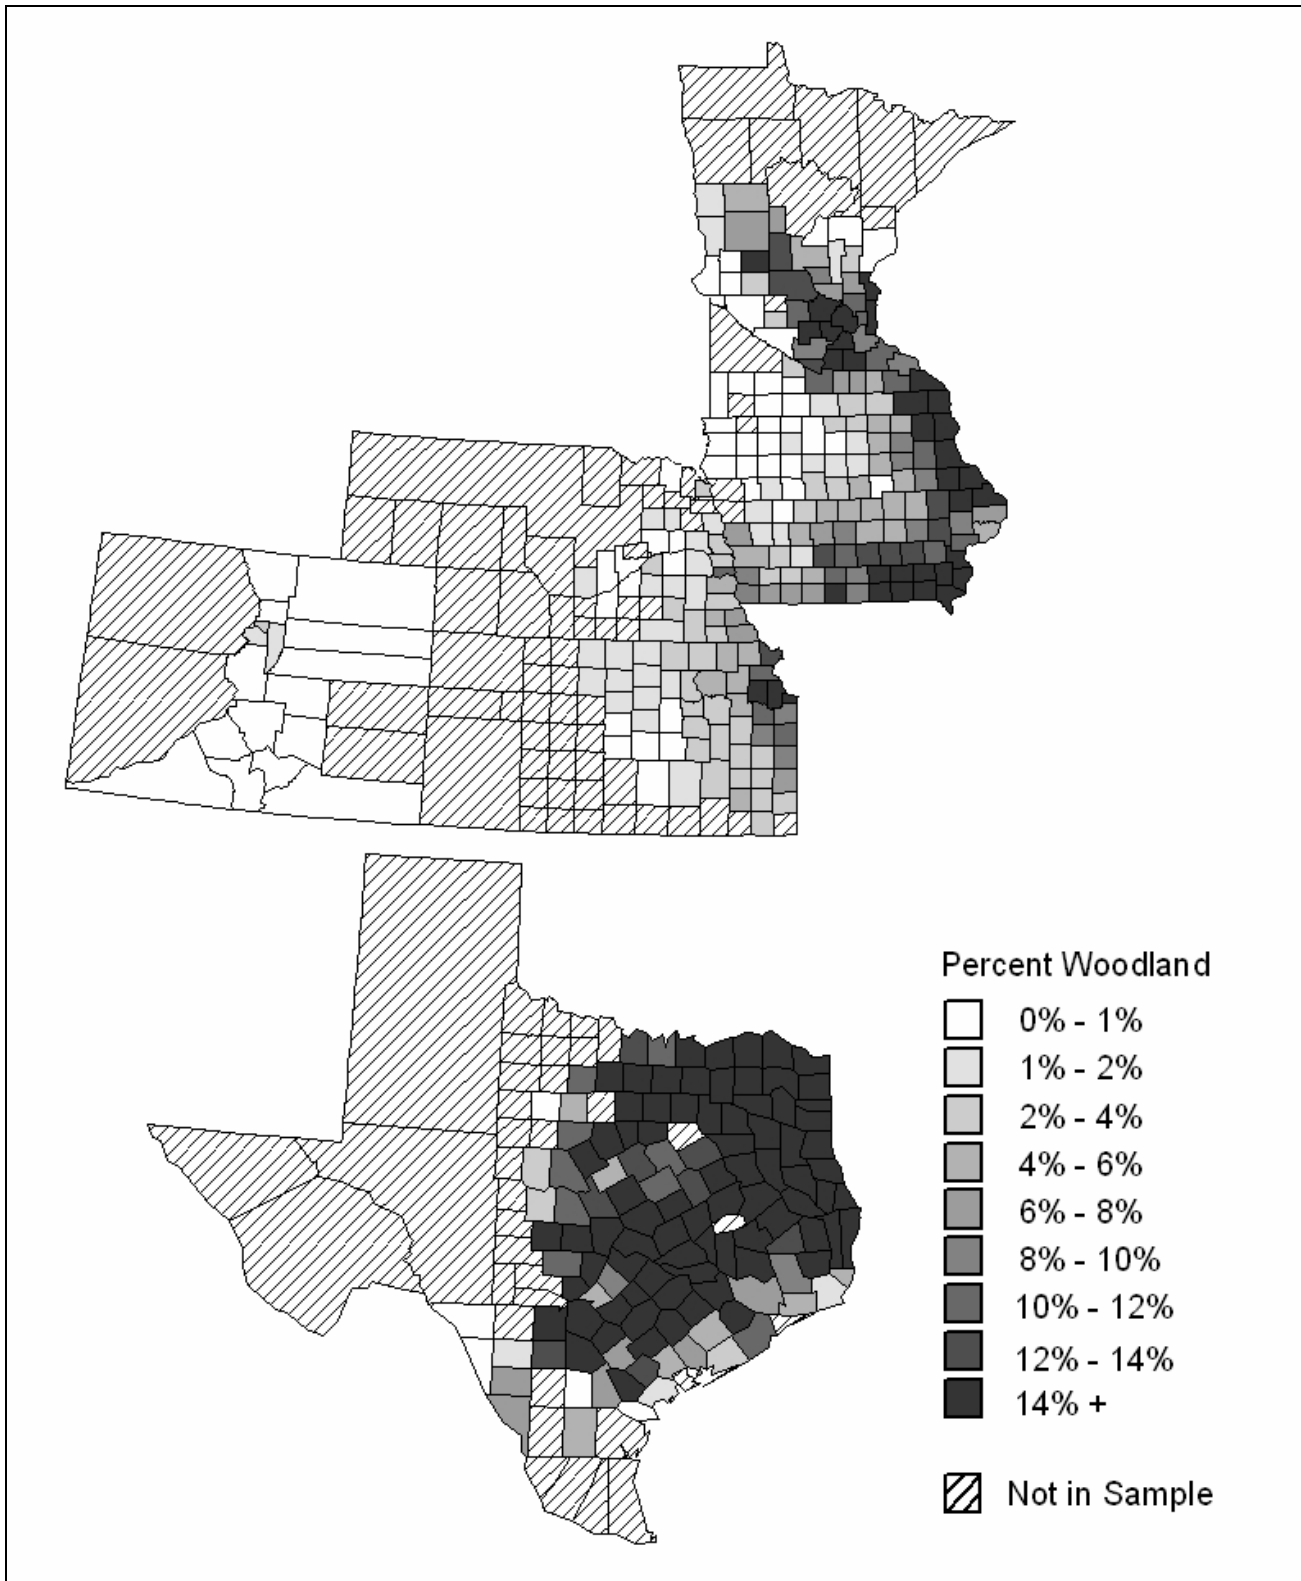 Percent Woodland
0% - 1%
1% - 2%
2% - 4%
4% - 6%
6% - 8%
8% - 10%
10% - 12%
12% - 14%
14% +
Not in Sample